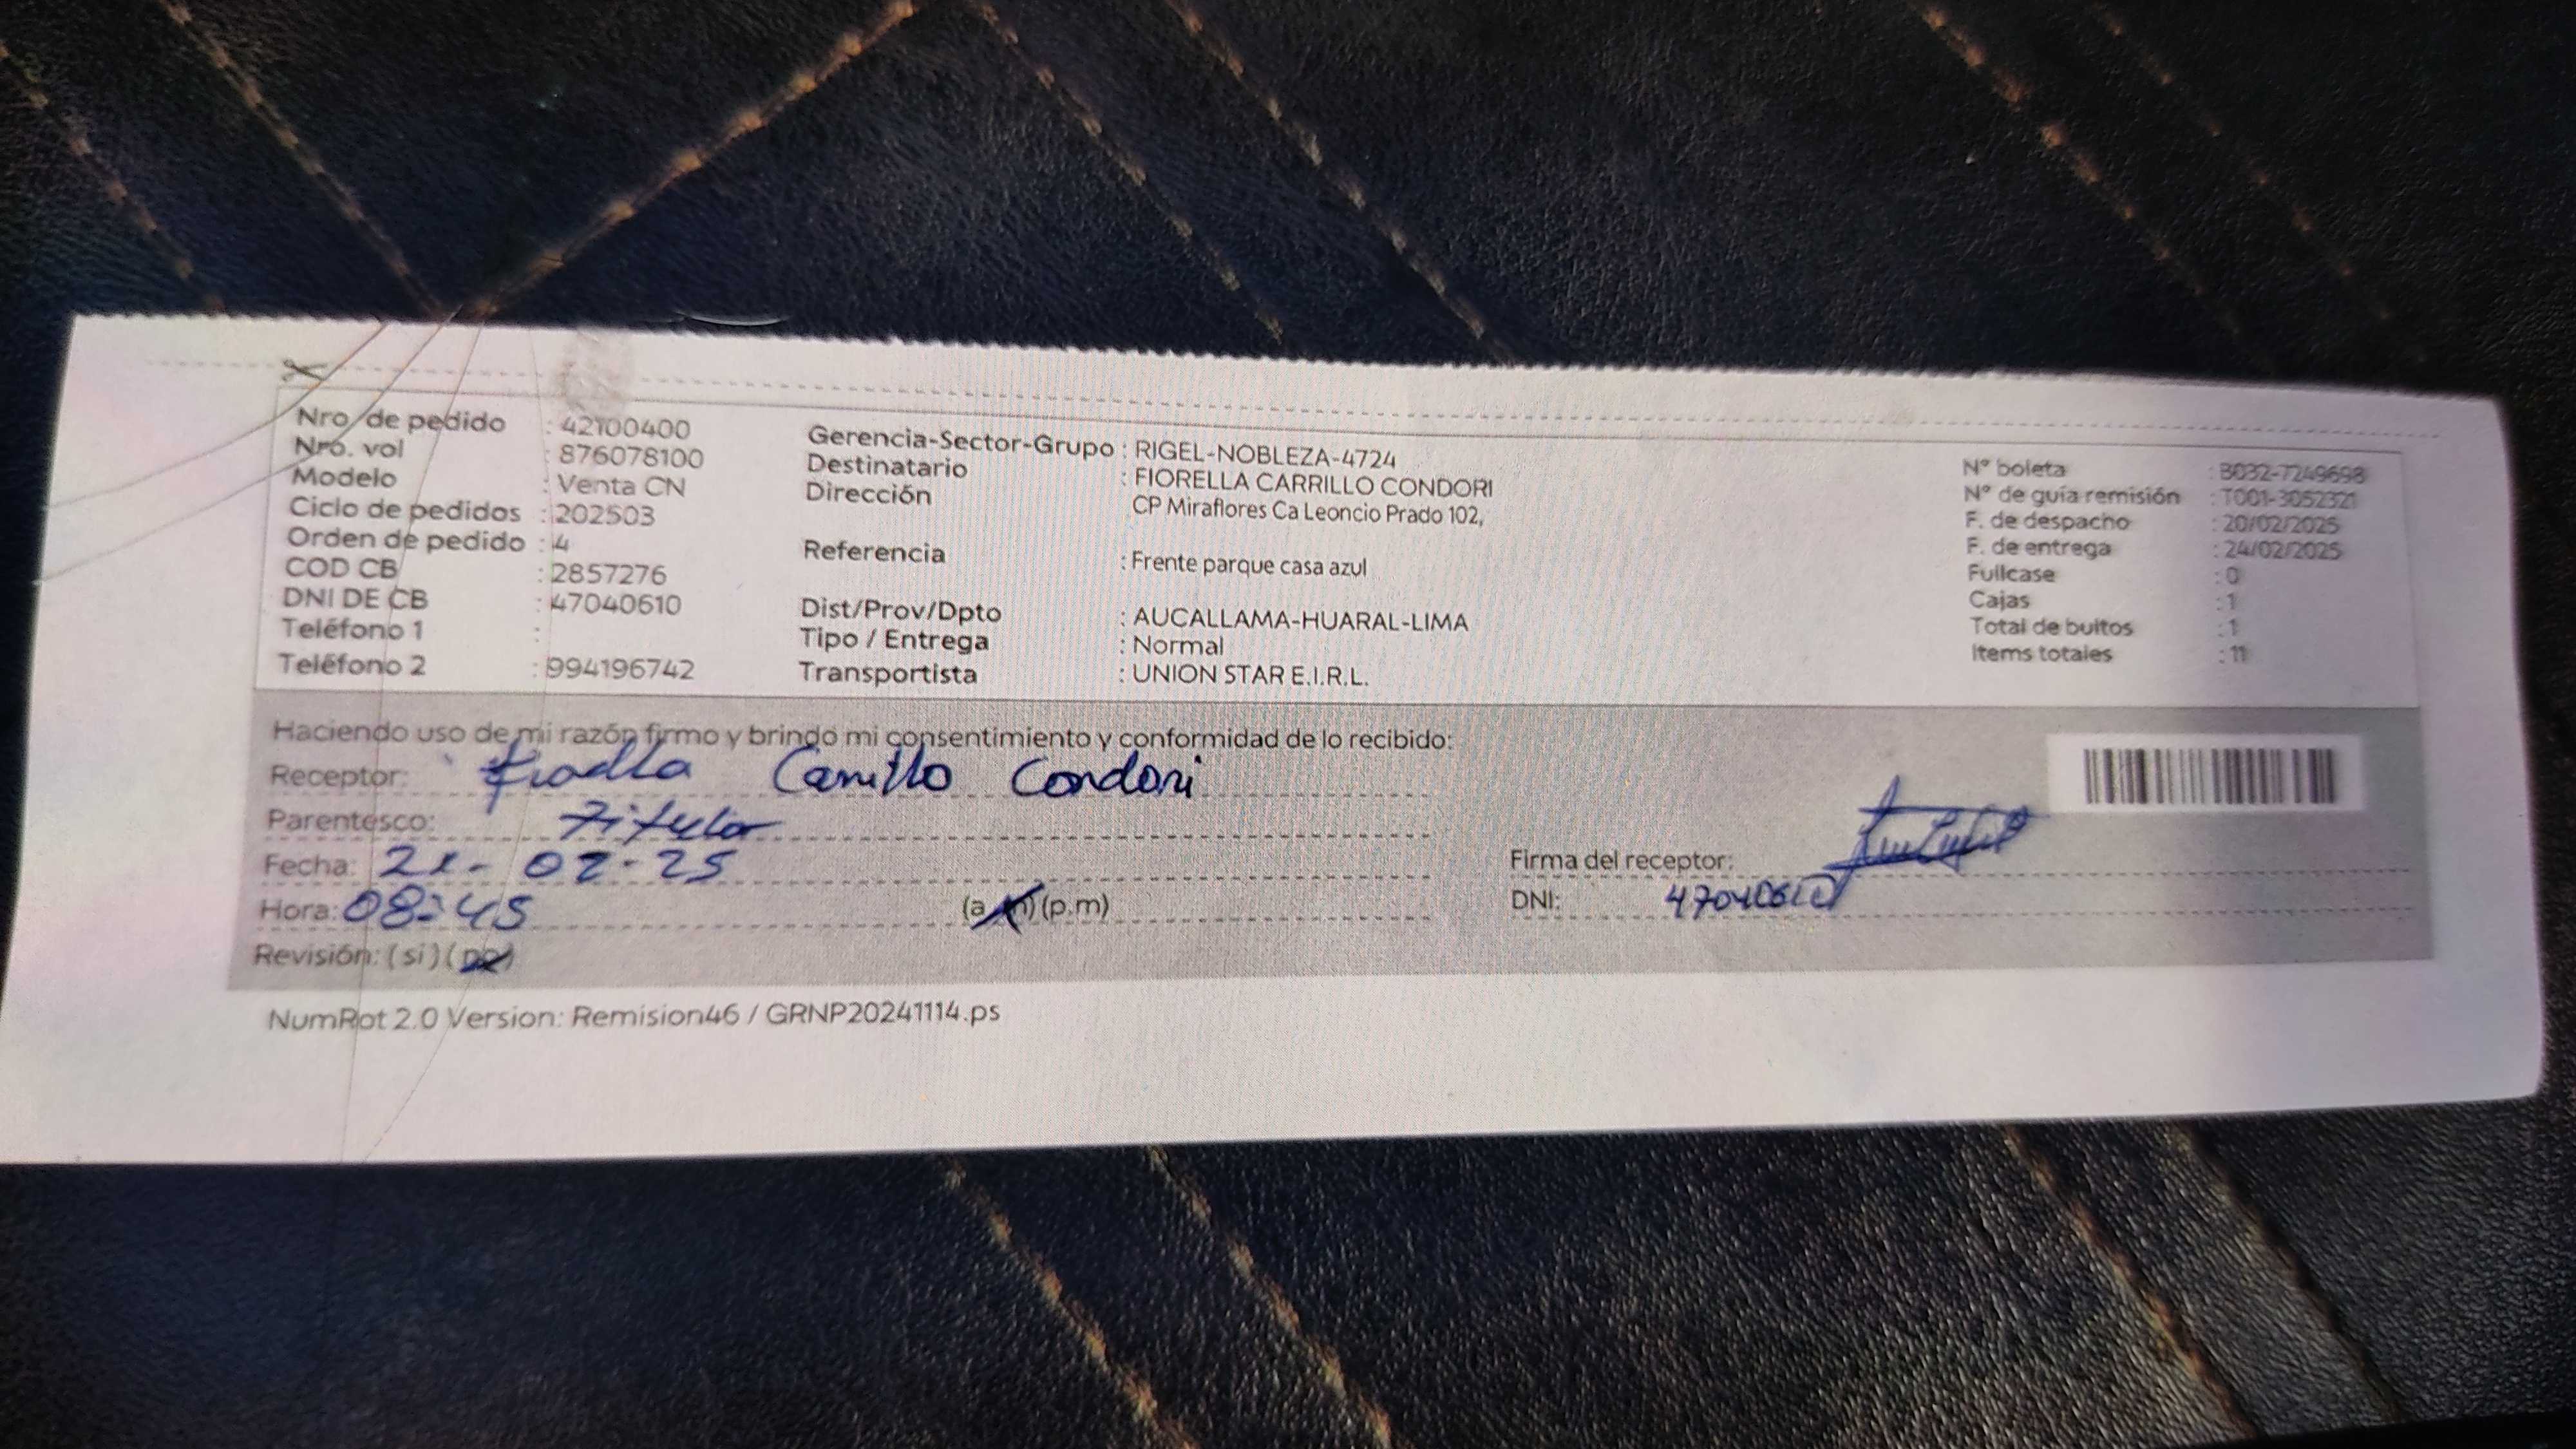 Nro. de pedido : 42100400
Nro. vol : 876078100
Modelo : Venta CN
Ciclo de pedidos : 202503
Orden de pedido : 4
COD CB : 2857276
DNI DE CB : 47040610
Teléfono 1 :
Teléfono 2 : 994196742
Gerencia-Sector-Grupo : RIGEL-NOBLEZA-4724
Destinatario : FIORELLA CARRILLO CONDORI
Dirección CP Miraflores Ca Leoncio Prado 102,
Referencia : Frente parque casa azul
Dist/Prov/Dpto : AUCALLAMA-HUARAL-LIMA
Tipo / Entrega : Normal
Transportista : UNION STAR E.I.R.L.
N° boleta : B032-7249698
N° de guía remisión : T001-3052321
F. de despacho : 20/02/2025
F. de entrega : 24/02/2025
Fullcase : 0
Cajas : 1
Total de bultos : 1
Items totales : 11
Haciendo uso de mi razón firmo y brindo mi consentimiento y conformidad de lo recibido:
Receptor: Fiorella Carrillo Condori
Parentesco: Titular
Fecha: - 02-25
Hora: 08:45 (a.m) (p.m)
Revisión: (si) (no)
Firma del receptor:
DNI: 47040610
NumRot 2.0 Version: Remision46 / GRNP20241114.ps